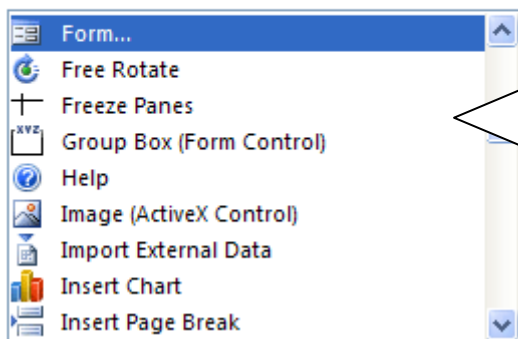 Form...
Free Rotate
Freeze Panes
XYZ
Group Box (Form Control)
Help
Image (ActiveX Control)
Import External Data
Insert Chart
Insert Page Break